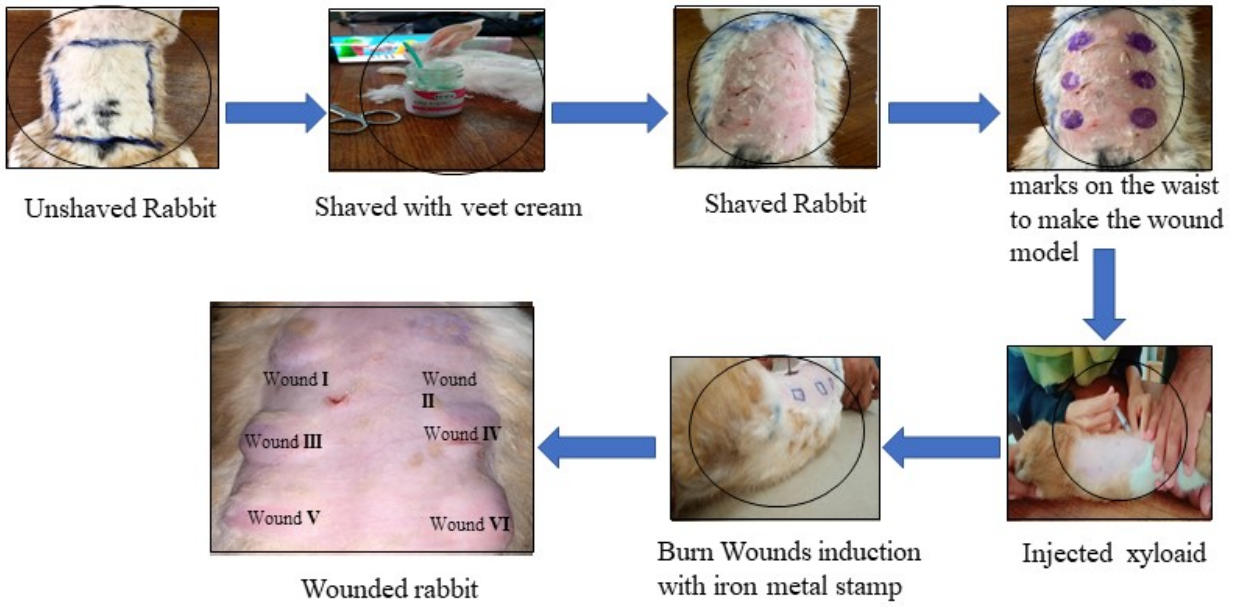 Unshaved Rabbit
Shaved with veet cream
Shaved Rabbit
marks on the waist
to make the wound
model
Injected xyloaid
Burn Wounds induction
with iron metal stamp
Wound I
Wound
II
Wound III
Wound IV
Wound V
Wound VI
Wounded rabbit